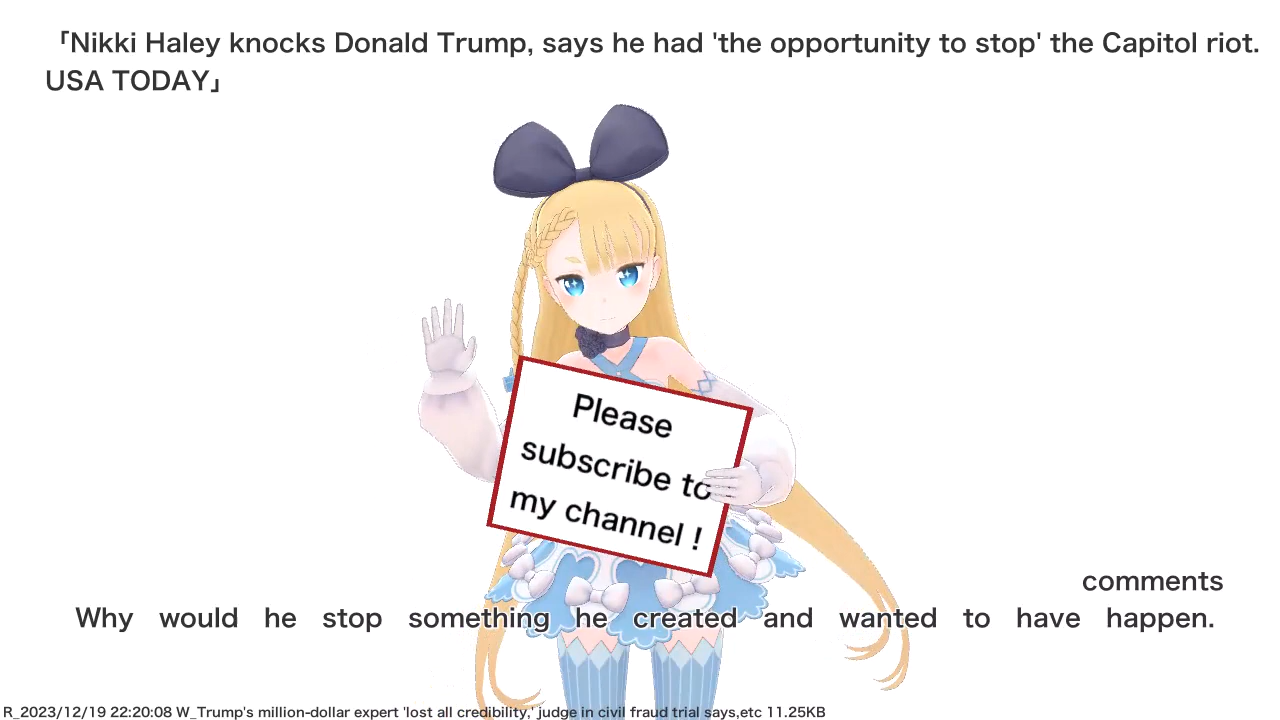 「Nikki Haley knocks Donald Trump, says he had 'the opportunity to stop' the Capitol riot.
USA TODAY」
Please
subscribe to
my channel !
comments
Why would he stop something he created and wanted to have happen.
R_2023/12/19 22:20:08 W_Trump's million-dollar expert 'lost all credibility,' judge in civil fraud trial says,etc 11.25KB